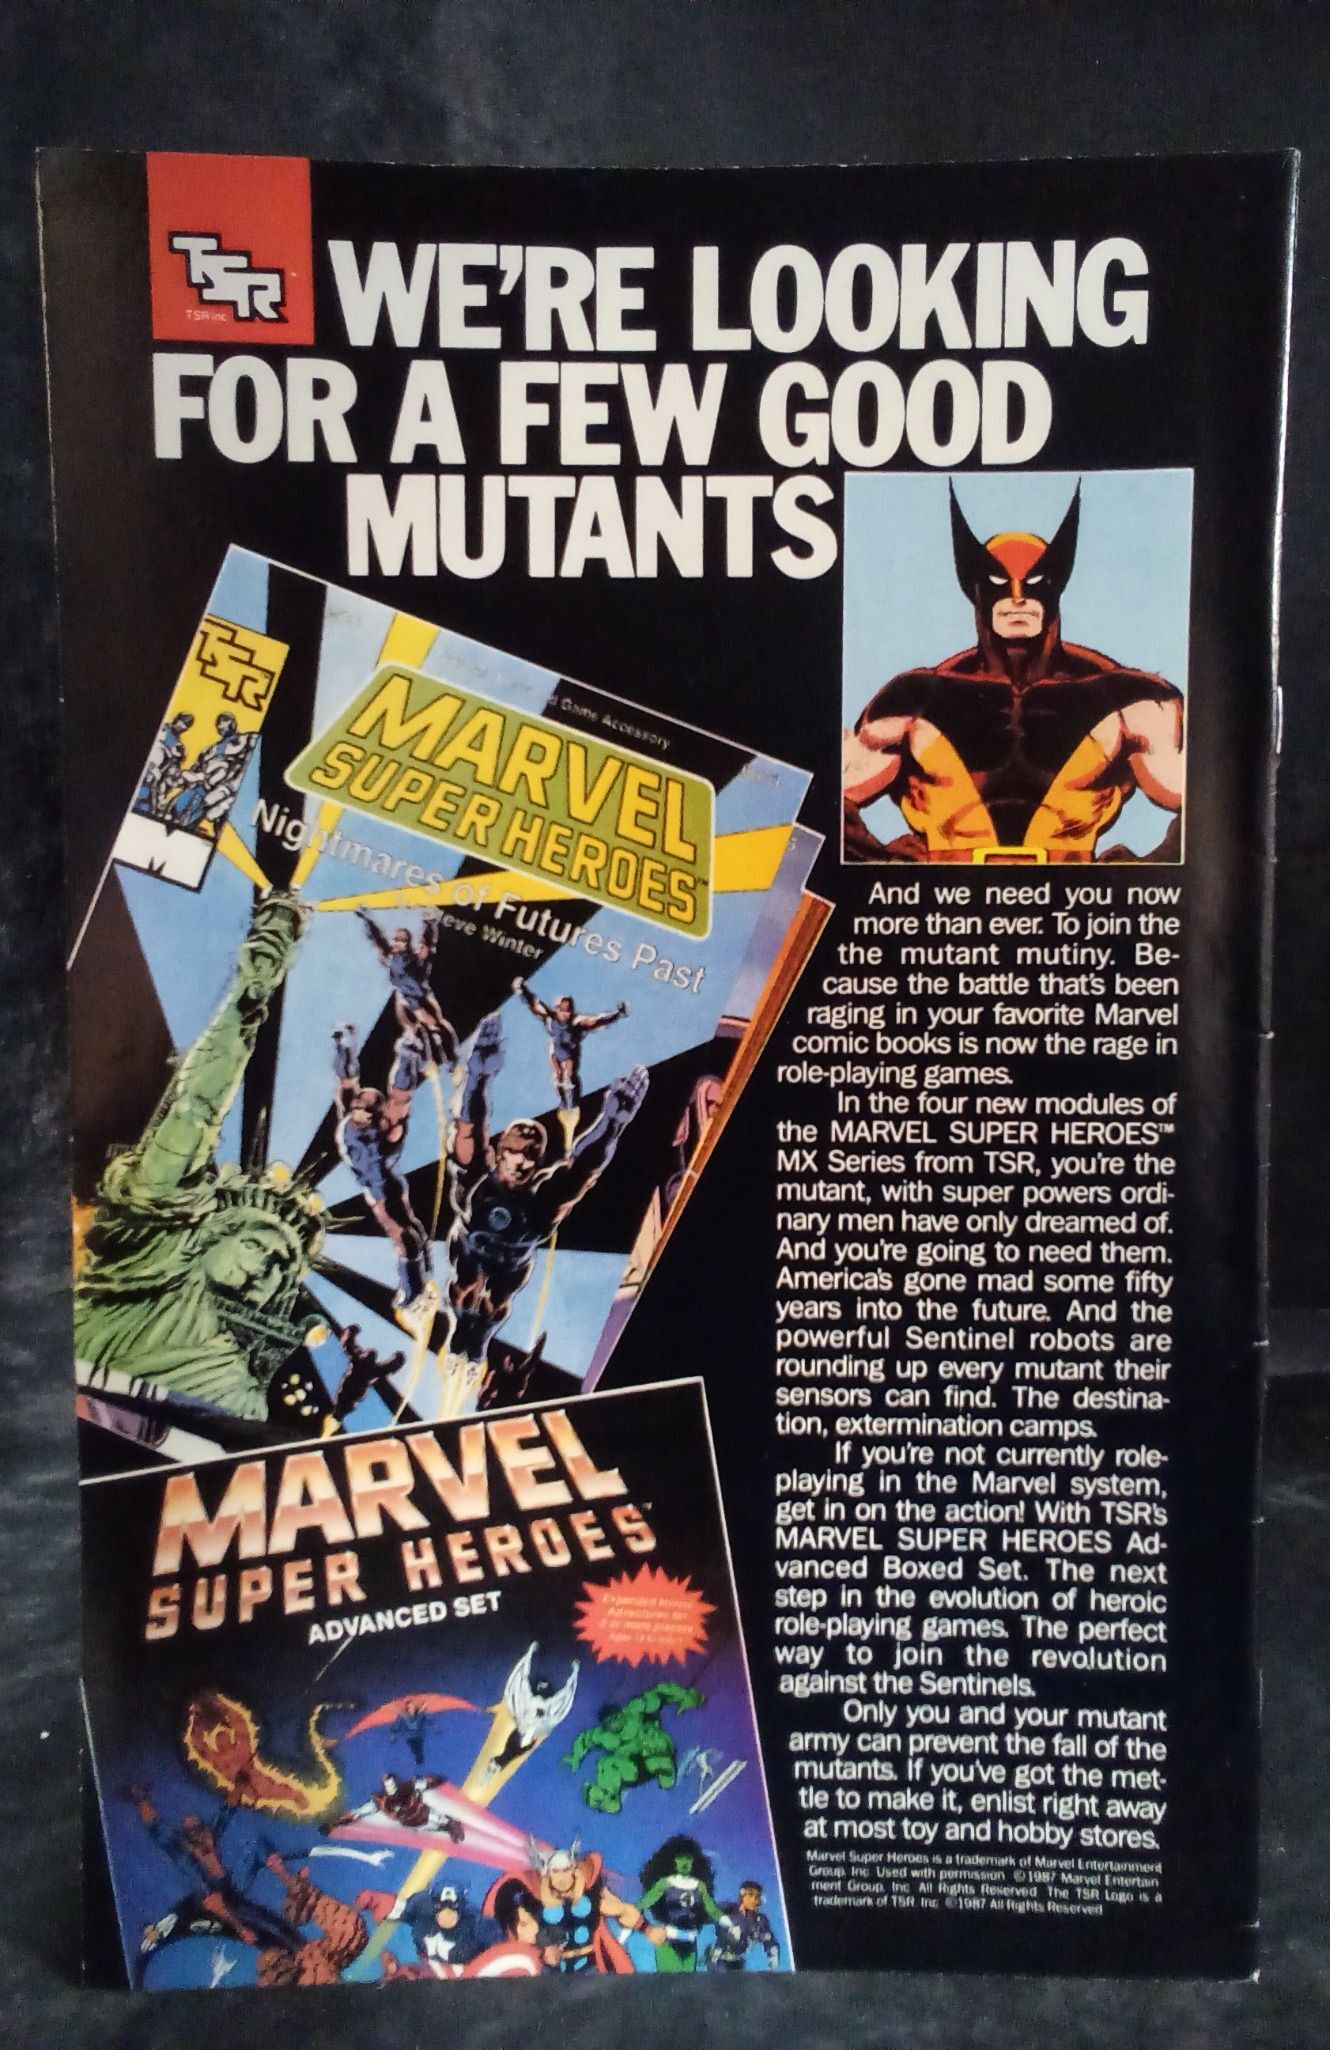 TSR
TSR Inc
WE'RE LOOKING
FOR A FEW GOOD
MUTANTS
TSR
Game Accessory
MARVEL
SUPER HEROES™
Nightmares of Futures Past
Steve Winter
M
And we need you now
more than ever. To join the
the mutant mutiny. Be-
cause the battle that's been
raging in your favorite Marvel
comic books is now the rage in
role-playing games.
In the four new modules of
the MARVEL SUPER HEROES™
MX Series from TSR, you're the
mutant, with super powers ordi-
nary men have only dreamed of.
And you're going to need them.
America's gone mad some fifty
years into the future. And the
powerful Sentinel robots are
rounding up every mutant their
sensors can find. The destina-
tion, extermination camps.
If you're not currently role-
playing in the Marvel system,
get in on the action! With TSR's
MARVEL SUPER HEROES Ad-
vanced Boxed Set. The next
step in the evolution of heroic
role-playing games. The perfect
way to join the revolution
against the Sentinels.
Only you and your mutant
army can prevent the fall of the
mutants. If you've got the met-
tle to make it, enlist right away
at most toy and hobby stores.
Marvel Super Heroes is a trademark of Marvel Entertainment
Group, Inc. Used with permission. ©1987 Marvel Entertain
ment Group, Inc. All Rights Reserved. The TSR Logo is a
trademark of TSR, Inc. ©1987 All Rights Reserved
MARVEL
SUPER HEROES™
ADVANCED SET
Expanded Heroic
Adventures for
2 or more players